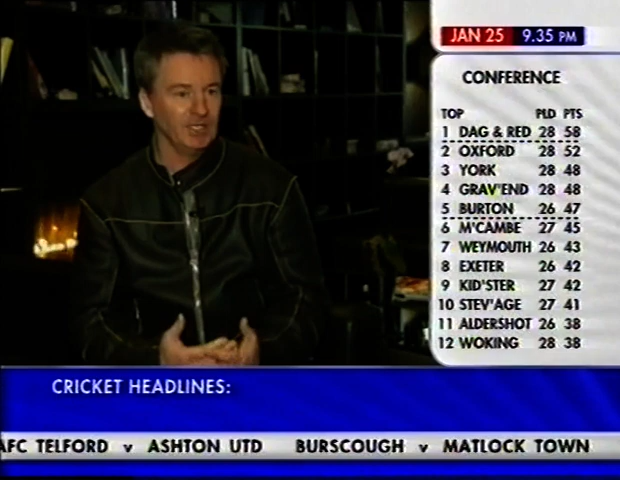 JAN 25 9.35 PM
CONFERENCE
TOP PLD PTS
1 DAG & RED 28 58
2 OXFORD 28 52
3 YORK 28 48
4 GRAV'END 28 48
5 BURTON 26 47
6 M'CAMBE 27 45
7 WEYMOUTH 26 43
8 EXETER 26 42
9 KID'STER 27 42
10 STEV'AGE 27 41
11 ALDERSHOT 26 38
12 WOKING 28 38
CRICKET HEADLINES:
AFC TELFORD v ASHTON UTD BURSCOUGH v MATLOCK TOWN